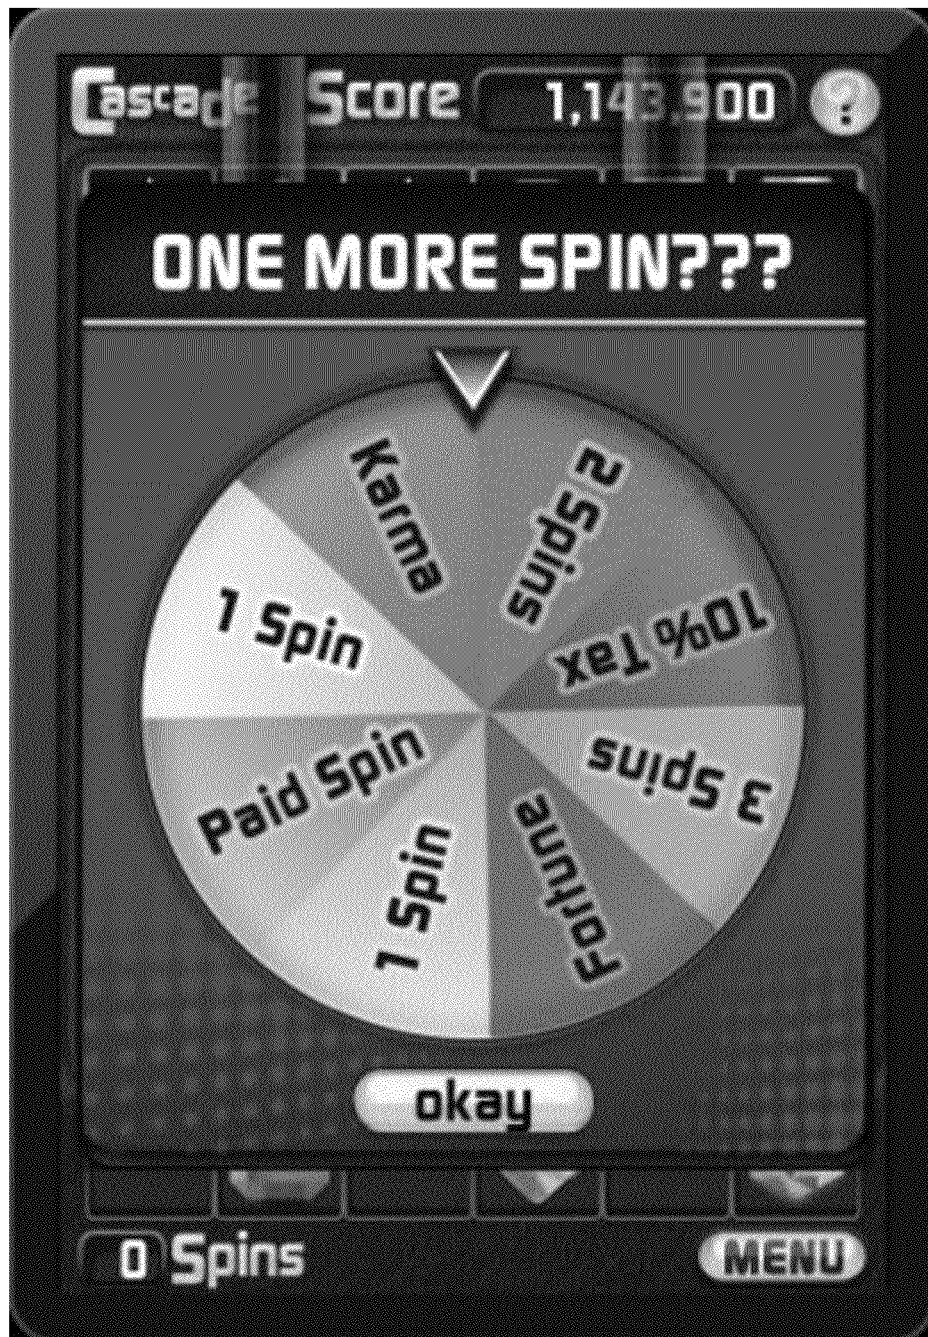 Cascade Score 1,143,900 ?
ONE MORE SPIN???
Karma
2 Spins
10% Tax
3 Spins
Fortune
1 Spin
Paid Spin
1 Spin
okay
0 Spins MENU